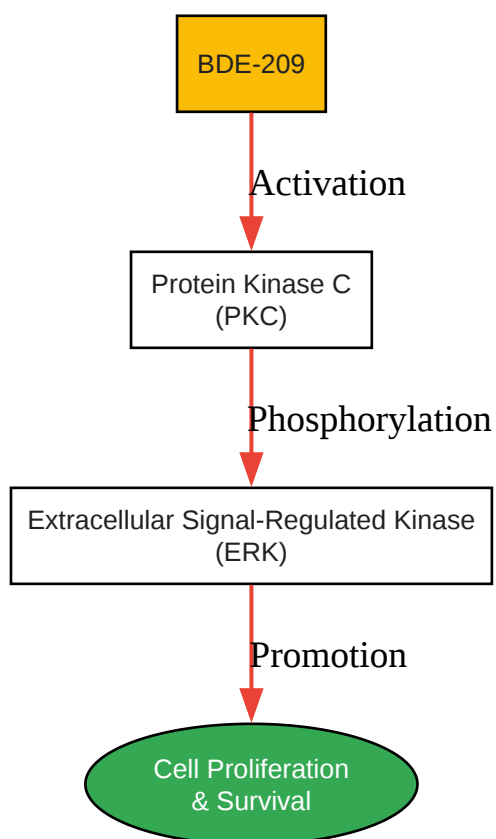 BDE-209
Activation
Protein Kinase C
(PKC)
Phosphorylation
Extracellular Signal-Regulated Kinase
(ERK)
Promotion
Cell Proliferation
& Survival